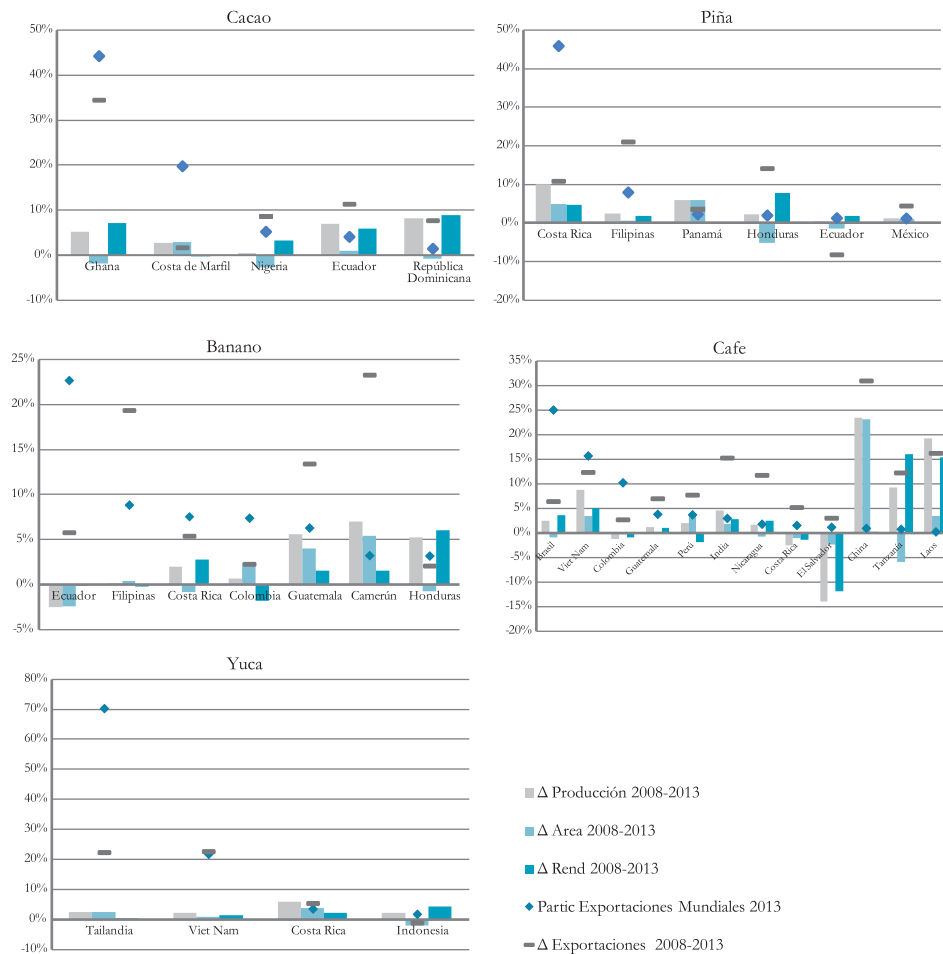 Cacao
50%
40%
30%
20%
10%
0%
-10%
Ghana
Costa de Marfil
Nigeria
Ecuador
República
Dominicana
Piña
50%
40%
30%
20%
10%
0%
-10%
-20%
Costa Rica
Filipinas
Panamá
Honduras
Ecuador
México
Banano
25%
20%
15%
10%
5%
0%
-5%
Ecuador
Filipinas
Costa Rica
Colombia
Guatemala
Camerún
Honduras
Cafe
35%
30%
25%
20%
15%
10%
5%
0%
-5%
-10%
-15%
-20%
Brasil
Viet Nam
Colombia
Guatemala
Perú
India
Nicaragua
Costa Rica
El Salvador
China
Tanzania
Laos
Yuca
80%
70%
60%
50%
40%
30%
20%
10%
0%
-10%
Tailandia
Viet Nam
Costa Rica
Indonesia
Δ Producción 2008-2013
Δ Area 2008-2013
Δ Rend 2008-2013
Partic Exportaciones Mundiales 2013
Δ Exportaciones 2008-2013